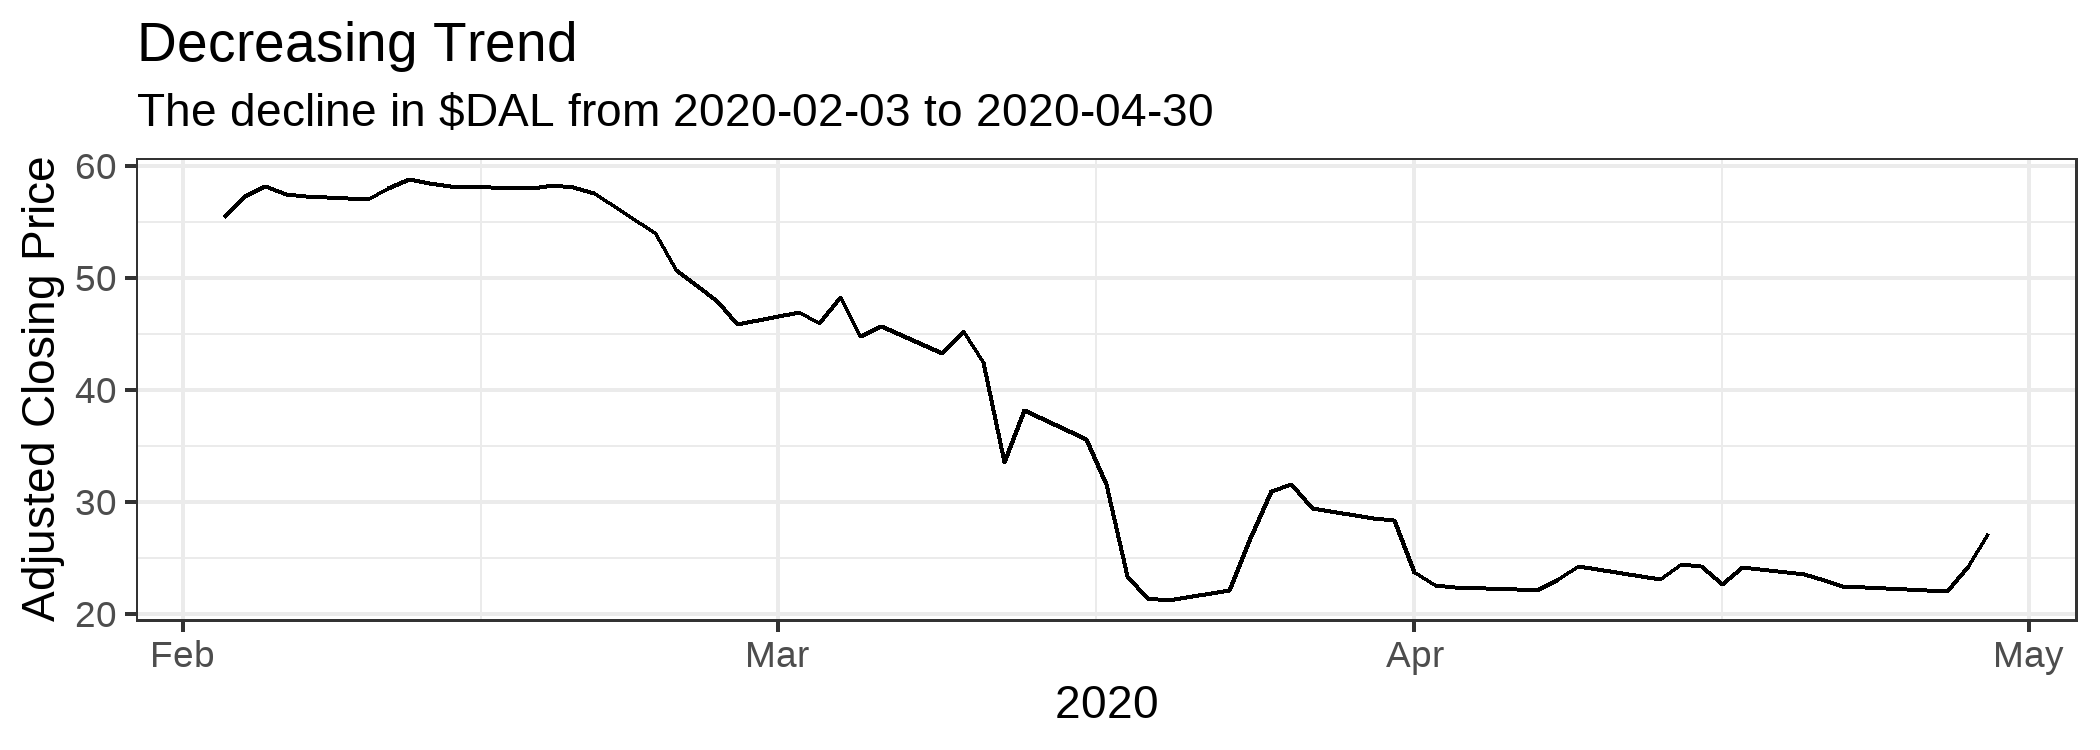 Decreasing Trend
The decline in $DAL from 2020-02-03 to 2020-04-30
Adjusted Closing Price
60
50
40
30
20
Feb Mar Apr May
2020